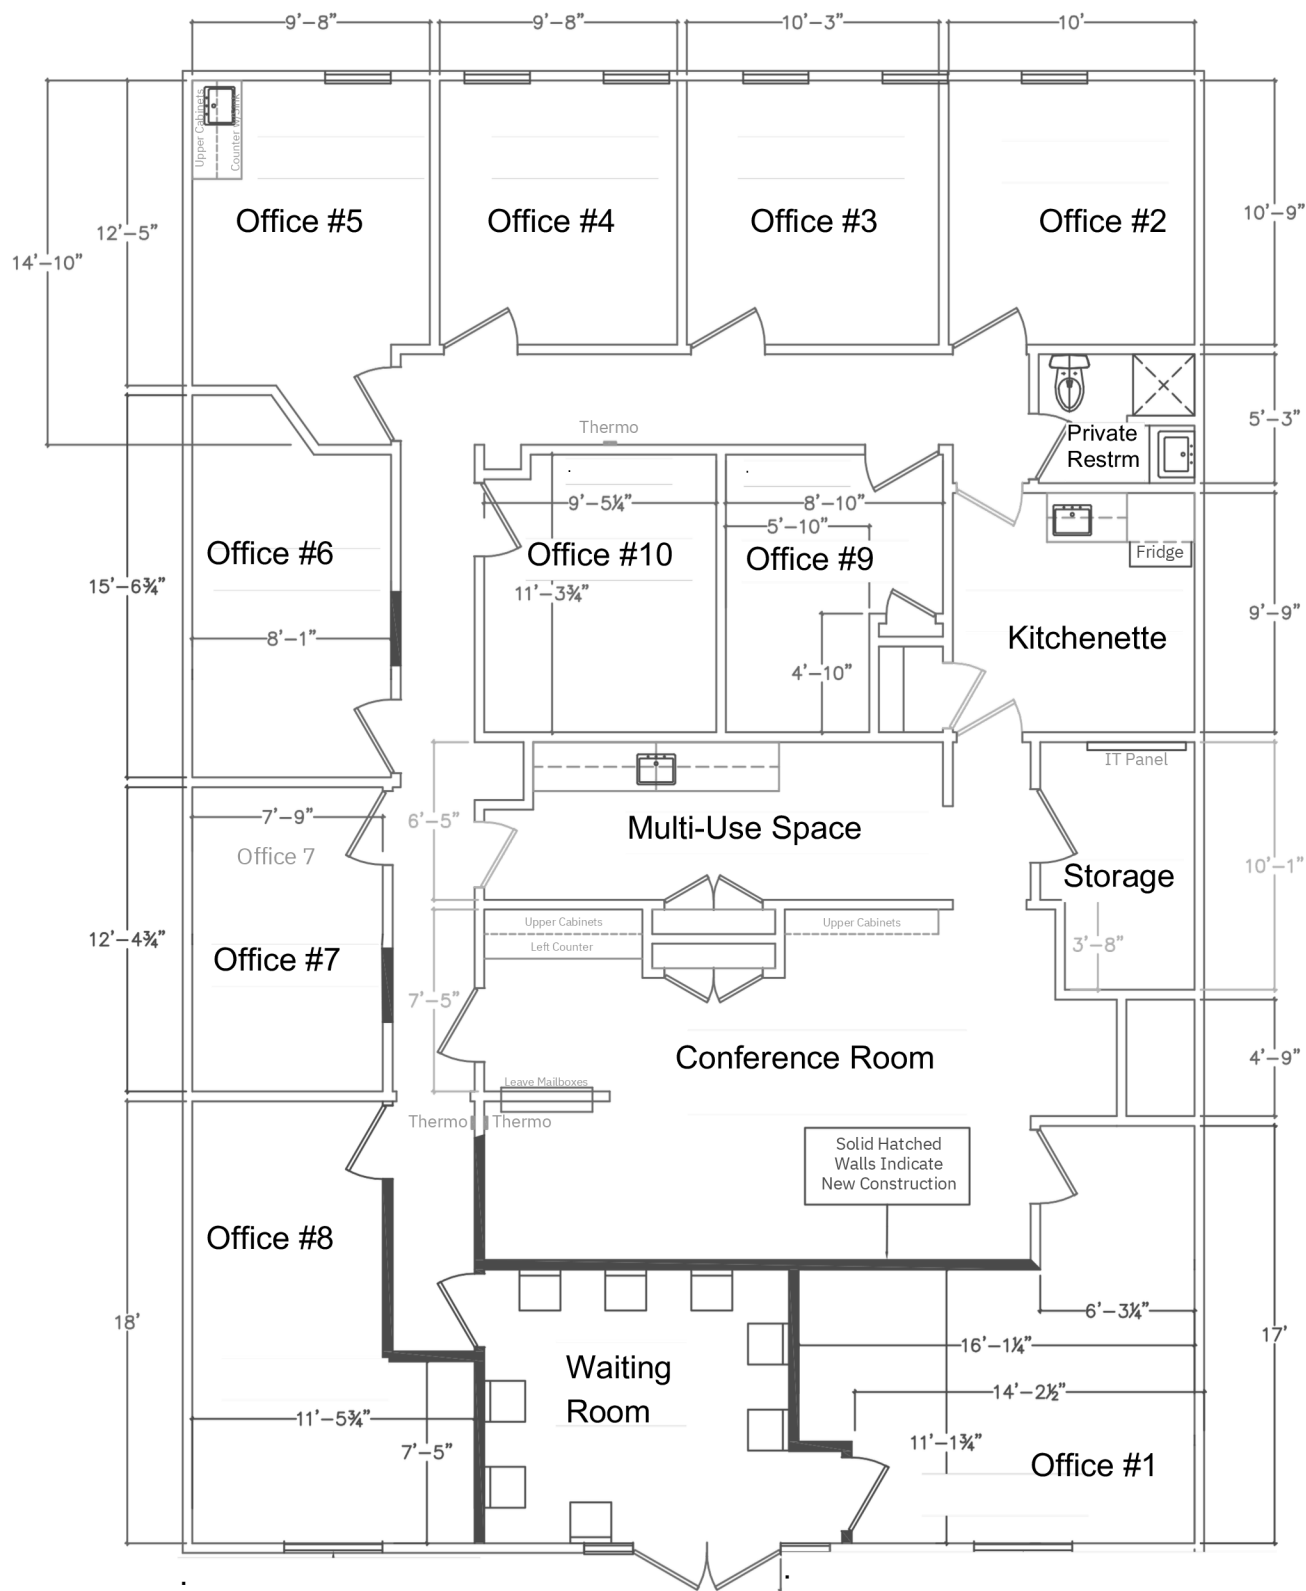 9'-8"
9'-8"
10'-3"
10'
Upper Cabinets
Counter w/Sink
Office #5
Office #4
Office #3
Office #2
10'-9"
12'-5"
14'-10"
Thermo
Private
Restrm
5'-3"
9'-5¼"
8'-10"
5'-10"
Office #6
Office #10
Office #9
Fridge
15'-6¾"
11'-3¾"
8'-1"
4'-10"
Kitchenette
9'-9"
IT Panel
7'-9"
6'-5"
Multi-Use Space
Office 7
Storage
10'-1"
Upper Cabinets
Upper Cabinets
Left Counter
12'-4¾"
Office #7
3'-8"
7'-5"
Conference Room
4'-9"
Leave Mailboxes
Thermo
Thermo
Solid Hatched
Walls Indicate
New Construction
Office #8
18'
6'-3¼"
17'
16'-1¼"
Waiting
Room
14'-2½"
11'-5¾"
7'-5"
11'-1¾"
Office #1